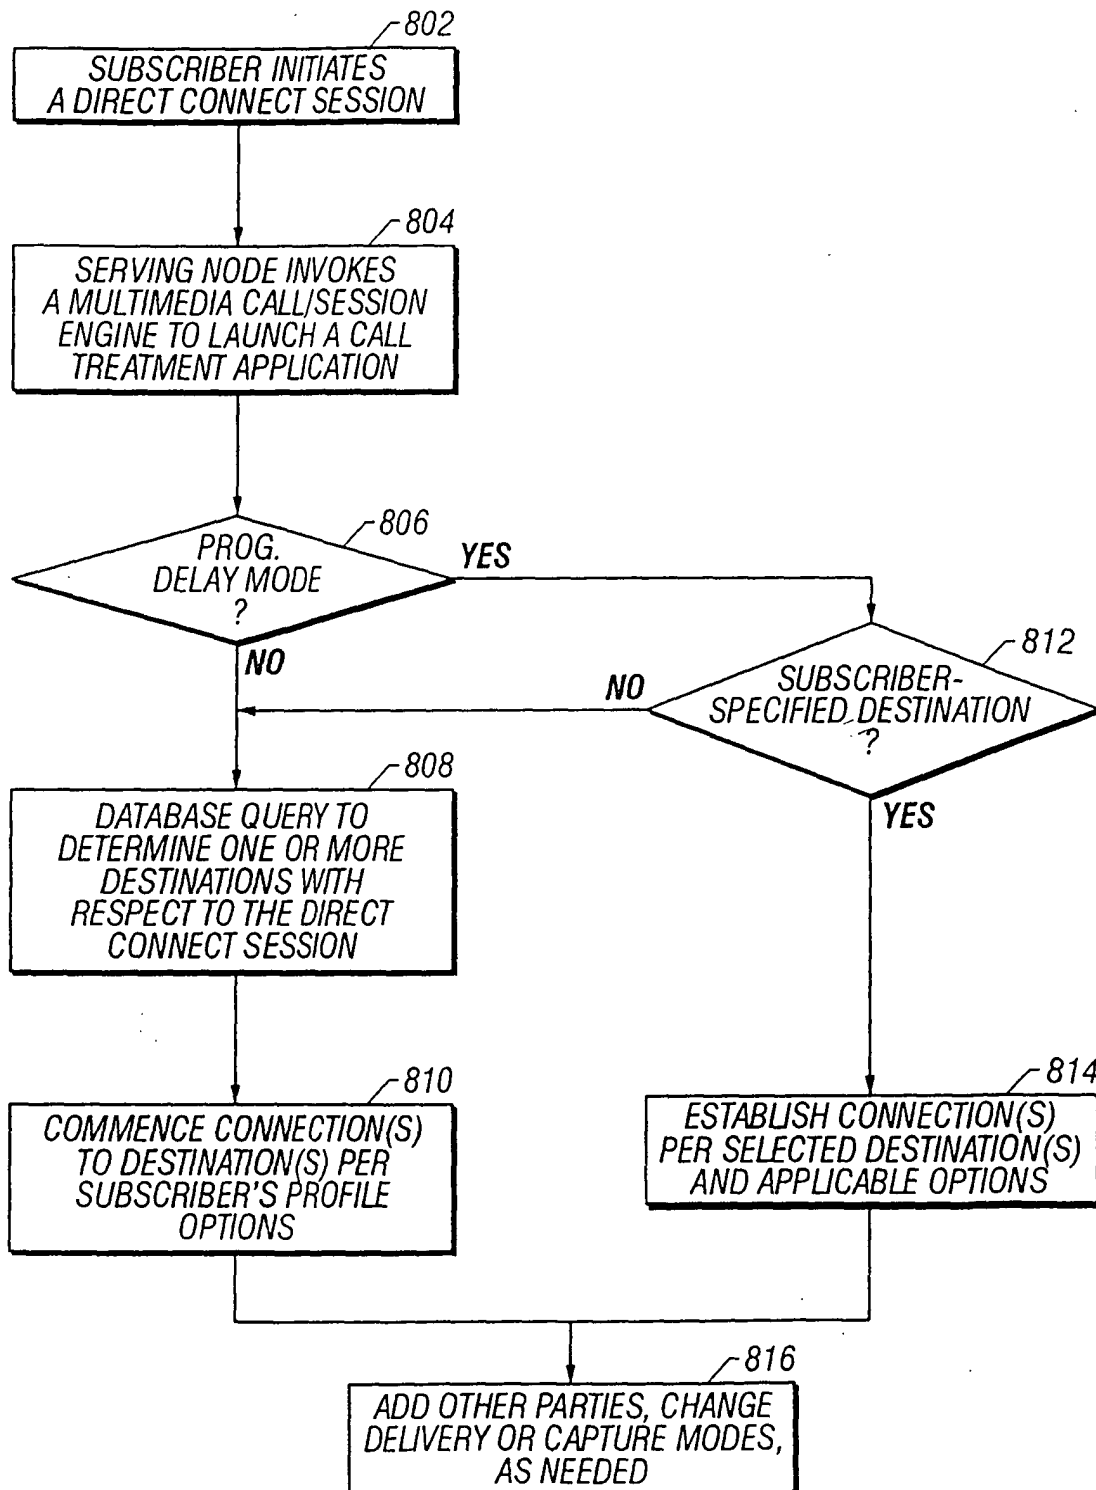 802
SUBSCRIBER INITIATES
A DIRECT CONNECT SESSION
804
SERVING NODE INVOKES
A MULTIMEDIA CALL/SESSION
ENGINE TO LAUNCH A CALL
TREATMENT APPLICATION
806
PROG.
DELAY MODE
?
YES
NO
812
SUBSCRIBER-
SPECIFIED DESTINATION
?
NO
YES
808
DATABASE QUERY TO
DETERMINE ONE OR MORE
DESTINATIONS WITH
RESPECT TO THE DIRECT
CONNECT SESSION
810
COMMENCE CONNECTION(S)
TO DESTINATION(S) PER
SUBSCRIBER'S PROFILE
OPTIONS
814
ESTABLISH CONNECTION(S)
PER SELECTED DESTINATION(S)
AND APPLICABLE OPTIONS
816
ADD OTHER PARTIES, CHANGE
DELIVERY OR CAPTURE MODES,
AS NEEDED